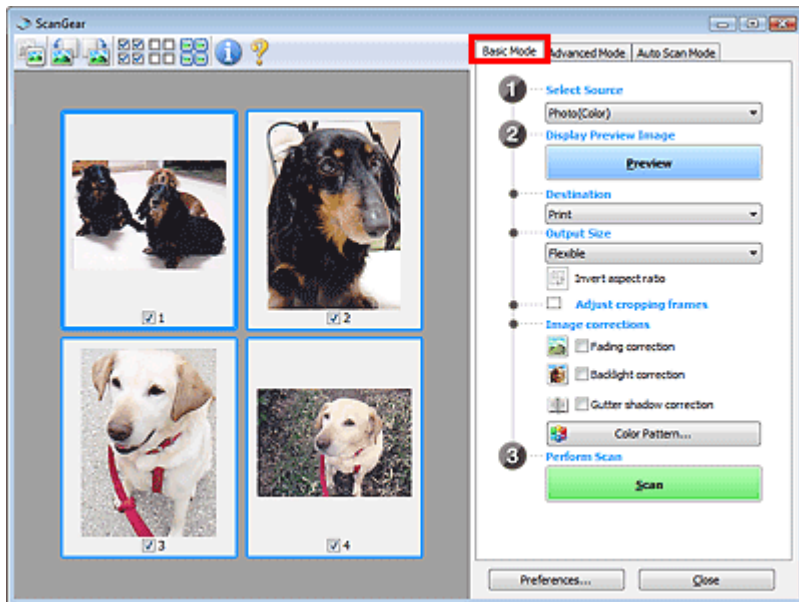 ScanGear
Basic Mode Advanced Mode Auto Scan Mode
1 Select Source
Photo(Color)
2 Display Preview Image
Preview
Destination
Print
Output Size
Flexible
Invert aspect ratio
Adjust cropping frames
Image corrections
Fading correction
Backlight correction
Gutter shadow correction
Color Pattern...
3 Perform Scan
Scan
Preferences... Close
1
2
3
4